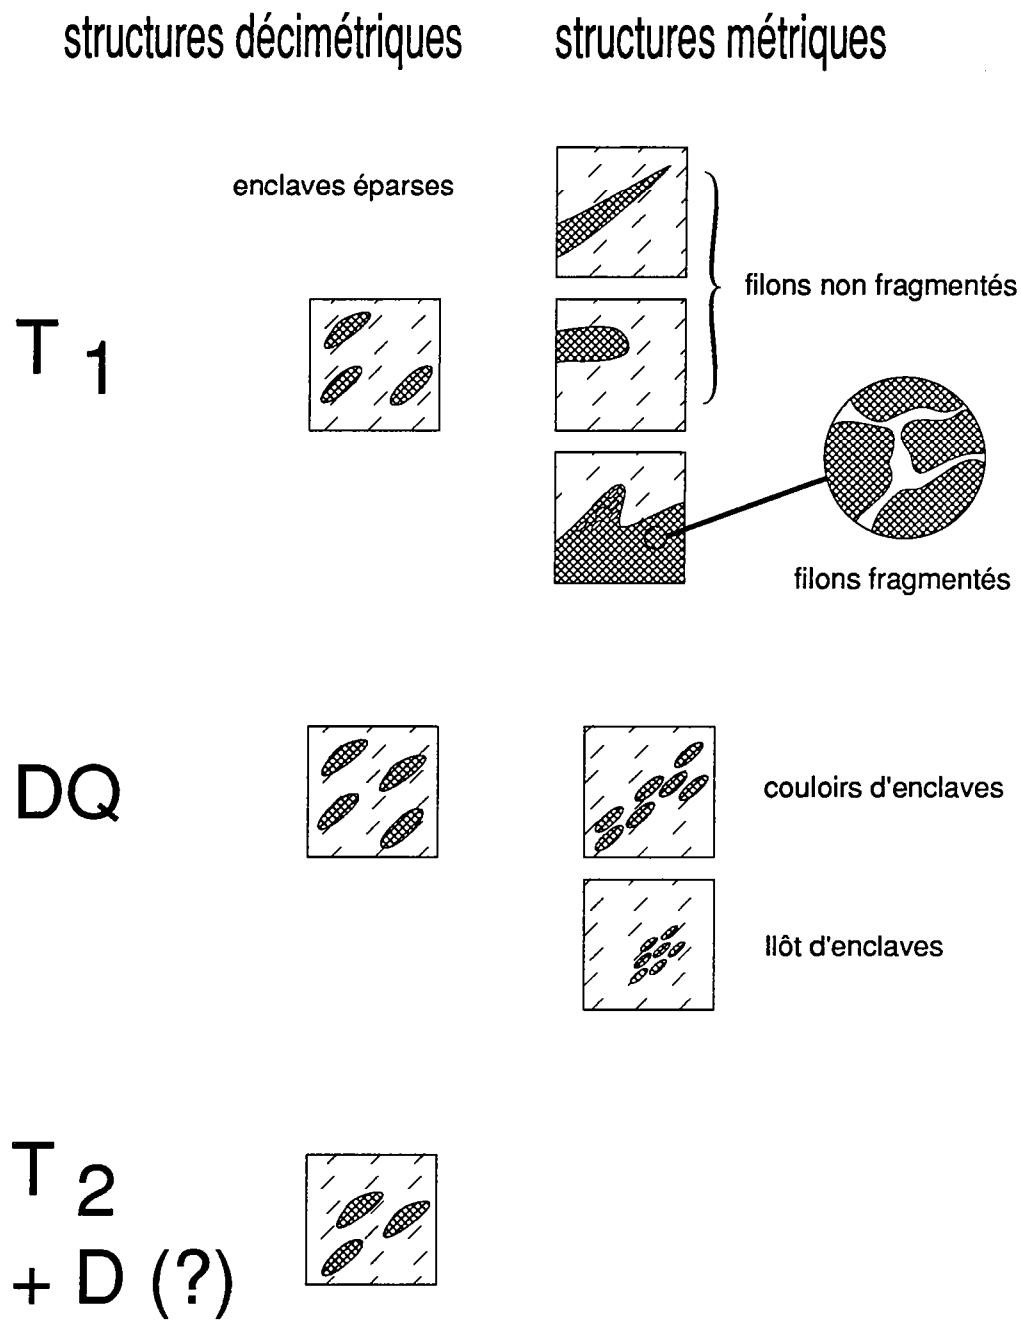 structures décimétriques
structures métriques
enclaves éparses
filons non fragmentés
T 1
filons fragmentés
DQ
couloirs d'enclaves
Ilôt d'enclaves
T 2
+ D (?)